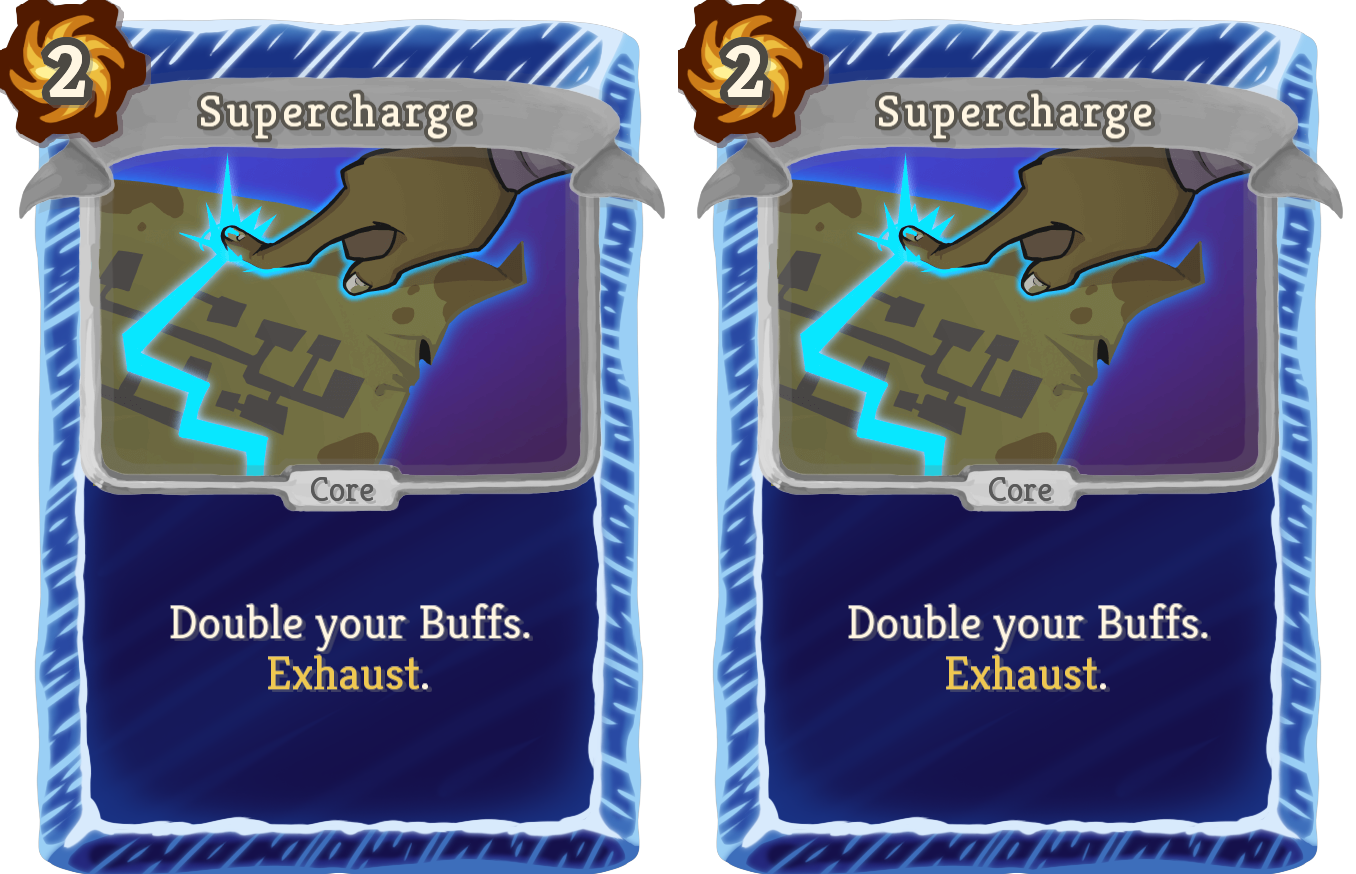 2
Supercharge
Core
Double your Buffs.
Exhaust.
2
Supercharge
Core
Double your Buffs.
Exhaust.